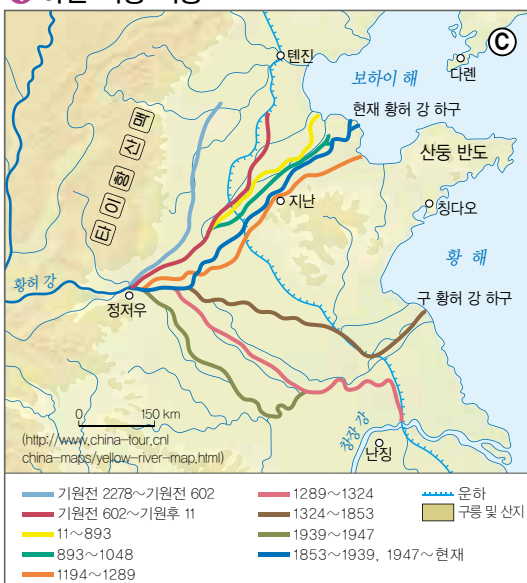 ⓒ
톈진
보하이 해
다롄
현재 황허 강 하구
타이항산맥
산둥 반도
지난
칭다오
황 해
황허 강
정저우
구 황허 강 하구
0 150 km
(http://www.china-tour.cnl
china-maps/yellow-river-map.html)
창장 강
난징
기원전 2278~기원전 602
기원전 602~기원후 11
11~893
893~1048
1194~1289
1289~1324
1324~1853
1939~1947
1853~1939, 1947~현재
운하
구릉 및 산지